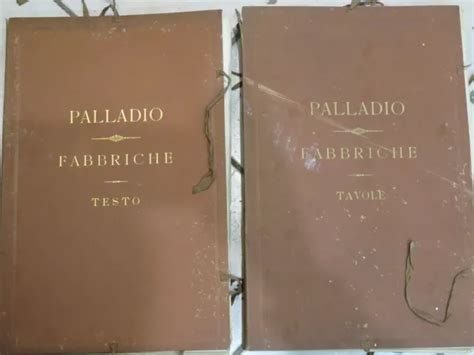 PALLADIO
FABBRICHE
TESTO
PALLADIO
FABBRICHE
TAVOLE